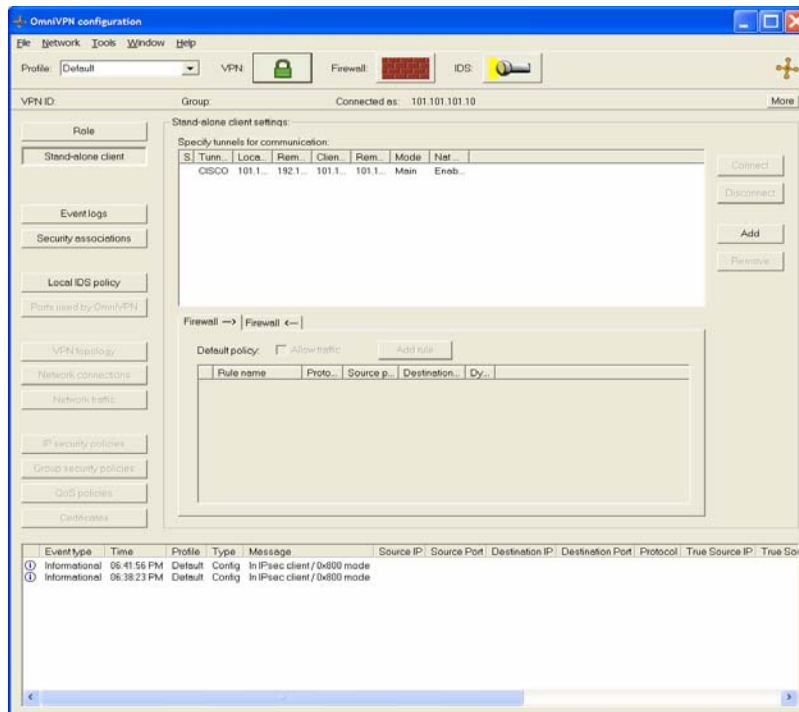 OmniVPN configuration
File Network Tools Window Help
Profile: Default VPN: Firewall: IDS:
VPN ID: Group: Connected as: 101.101.101.10 More
Role
Stand-alone client
Event logs
Security associations
Local IDS policy
Ports used by OmniVPN
VPN topology
Network connections
Network traffic
IP security policies
Group security policies
QoS policies
Certificates
Stand-alone client settings:
Specify tunnels for communication:
S. Tunn... Loca... Rem... Clien... Rem... Mode Nat ...
CISCO 101.1... 192.1... 101.1... 101.1... Main Enab...
Connect
Disconnect
Add
Remove
Firewall --> Firewall <--
Default policy: Allow traffic Add rule
Rule name Proto... Source p... Destination... Dy...
Event type Time Profile Type Message Source IP Source Port Destination IP Destination Port Protocol True Source IP True Sou
Informational 06:41:56 PM Default Config In IPsec client / 0x800 mode
Informational 06:38:23 PM Default Config In IPsec client / 0x800 mode